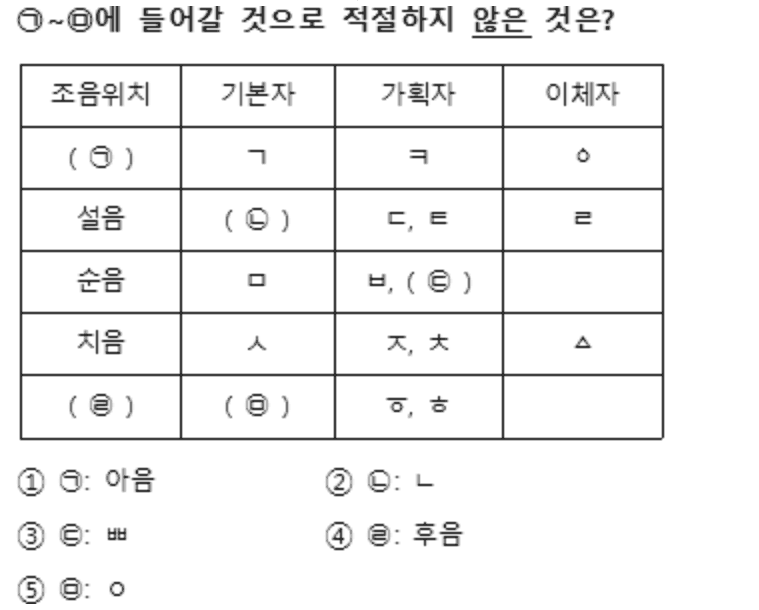 ㉠~㉤에 들어갈 것으로 적절하지 않은 것은?
조음위치 기본자 가획자 이체자
( ㉠ ) ㄱ ㅋ ㆁ
설음 ( ㉡ ) ㄷ, ㅌ ㄹ
순음 ㅁ ㅂ, ( ㉢ )
치음 ㅅ ㅈ, ㅊ ㅿ
( ㉣ ) ( ㉤ ) ㆆ, ㅎ
① ㉠: 아음 ② ㉡: ㄴ
③ ㉢: ㅃ ④ ㉣: 후음
⑤ ㉤: ㅇ